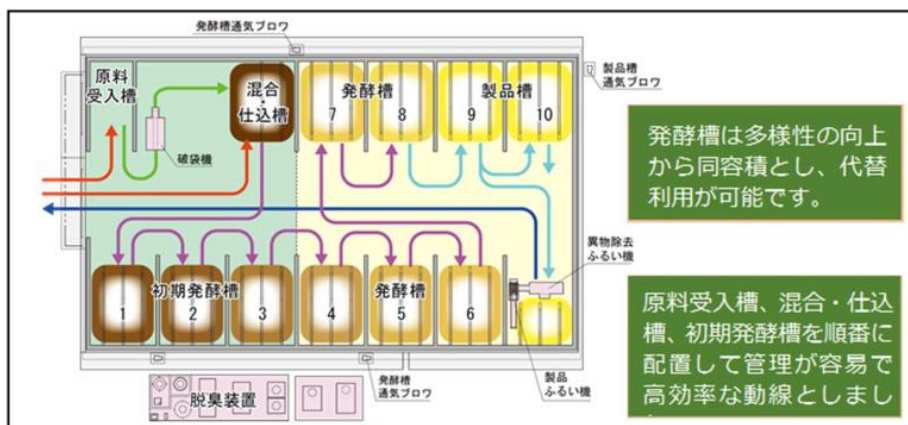 発酵槽通気ブロワ
原料
受入槽
破袋機
混合
・
仕込槽
発酵槽
7
8
製品槽
9
10
製品槽
通気ブロワ
発酵槽は多様性の向上
から同容積とし、代替
利用が可能です。
初期発酵槽
1
2
3
発酵槽
4
5
6
異物除去
ふるい機
製品
ふるい機
発酵槽
通気ブロワ
脱臭装置
原料受入槽、混合・仕込
槽、初期発酵槽を順番に
配置して管理が容易で
高効率な動線としまし